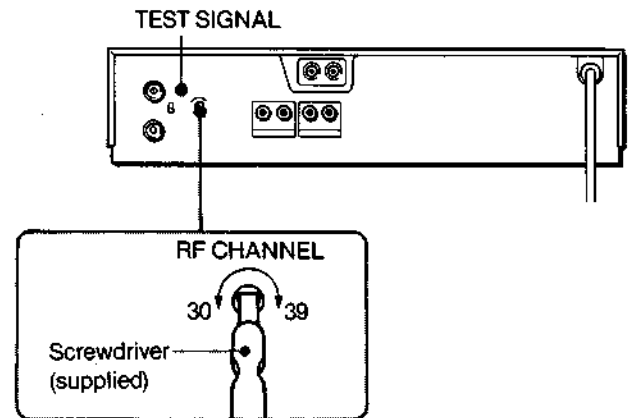 TEST SIGNAL
RF CHANNEL
30 39
Screwdriver
(supplied)